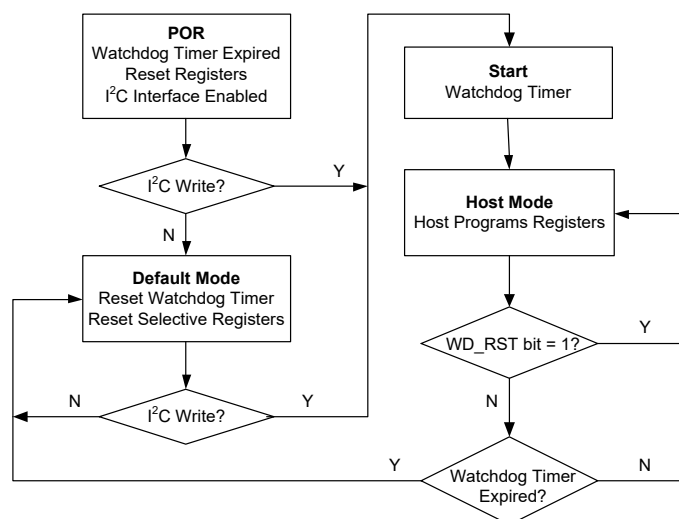 POR
Watchdog Timer Expired
Reset Registers
I²C Interface Enabled
I²C Write?
Y
N
Default Mode
Reset Watchdog Timer
Reset Selective Registers
I²C Write?
N
Y
Start
Watchdog Timer
Host Mode
Host Programs Registers
WD_RST bit = 1?
Y
N
Watchdog Timer
Expired?
Y
N